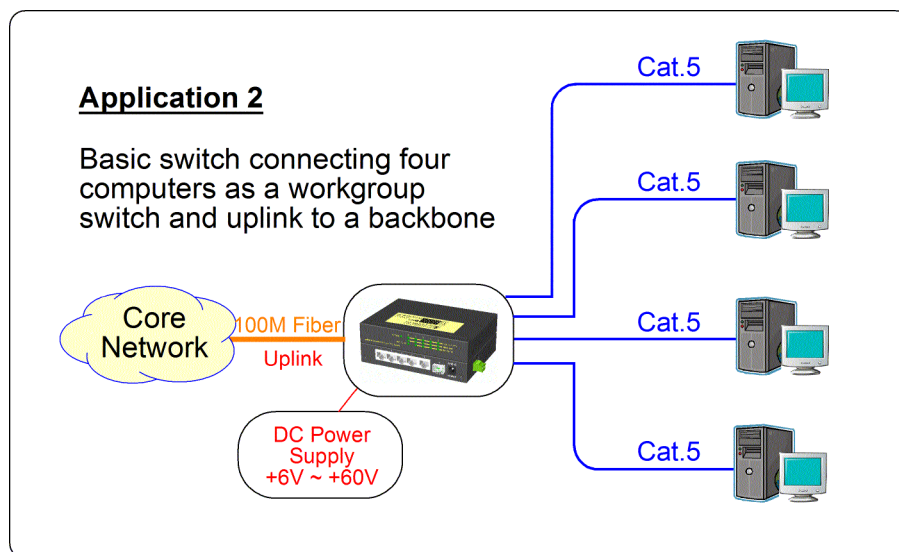 Application 2
Basic switch connecting four
computers as a workgroup
switch and uplink to a backbone
Cat.5
Cat.5
Cat.5
Cat.5
Core
Network
100M Fiber
Uplink
DC Power
Supply
+6V ~ +60V